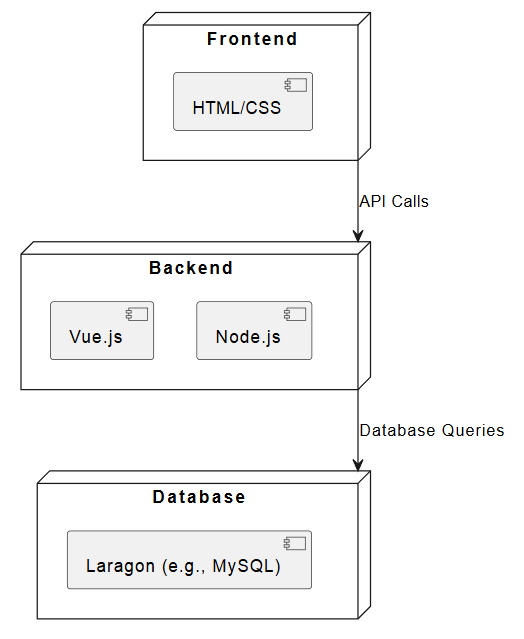 Frontend
HTML/CSS
API Calls
Backend
Vue.js
Node.js
Database Queries
Database
Laragon (e.g., MySQL)